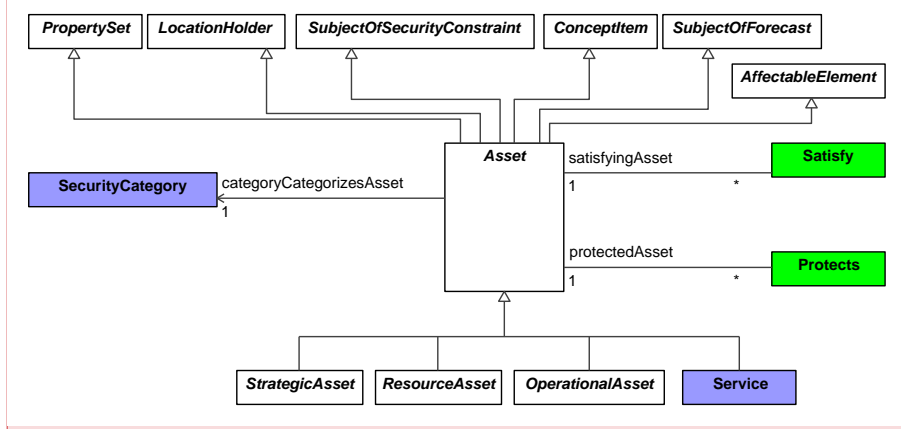 PropertySet
LocationHolder
SubjectOfSecurityConstraint
ConceptItem
SubjectOfForecast
AffectableElement
Asset
satisfyingAsset
Satisfy
1
*
SecurityCategory
categoryCategorizesAsset
1
protectedAsset
Protects
1
*
StrategicAsset
ResourceAsset
OperationalAsset
Service